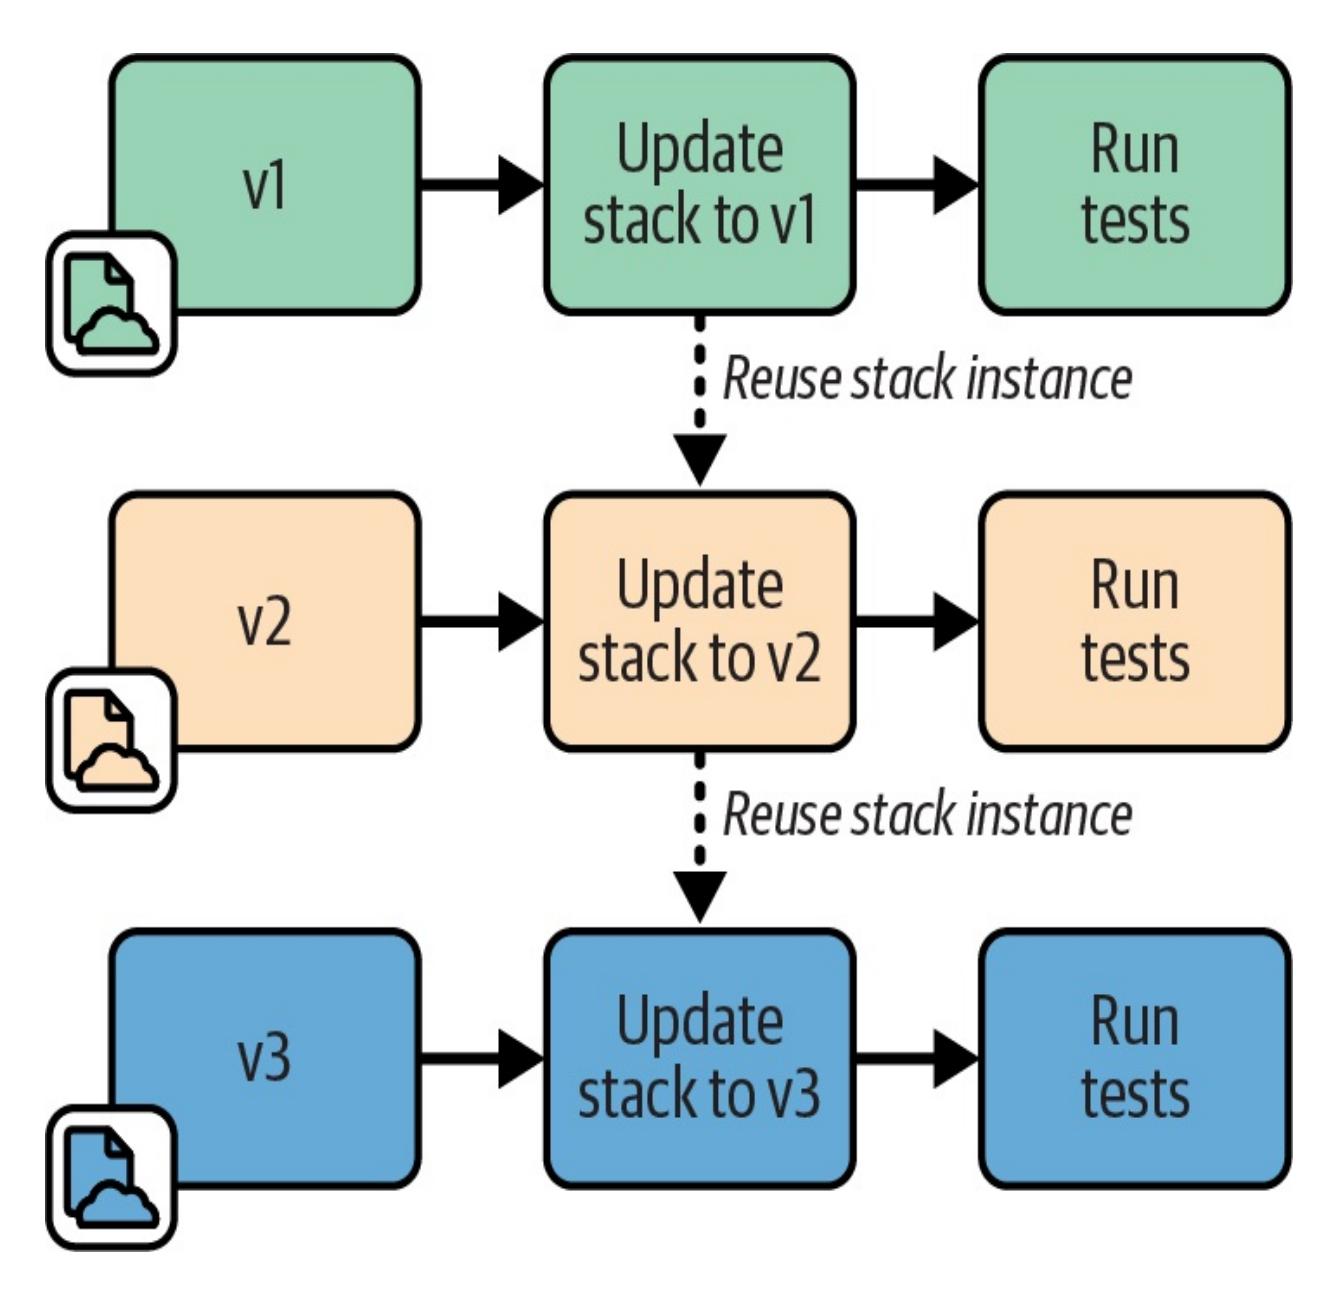 v1
Update
stack to v1
Run
tests
Reuse stack instance
v2
Update
stack to v2
Run
tests
Reuse stack instance
v3
Update
stack to v3
Run
tests